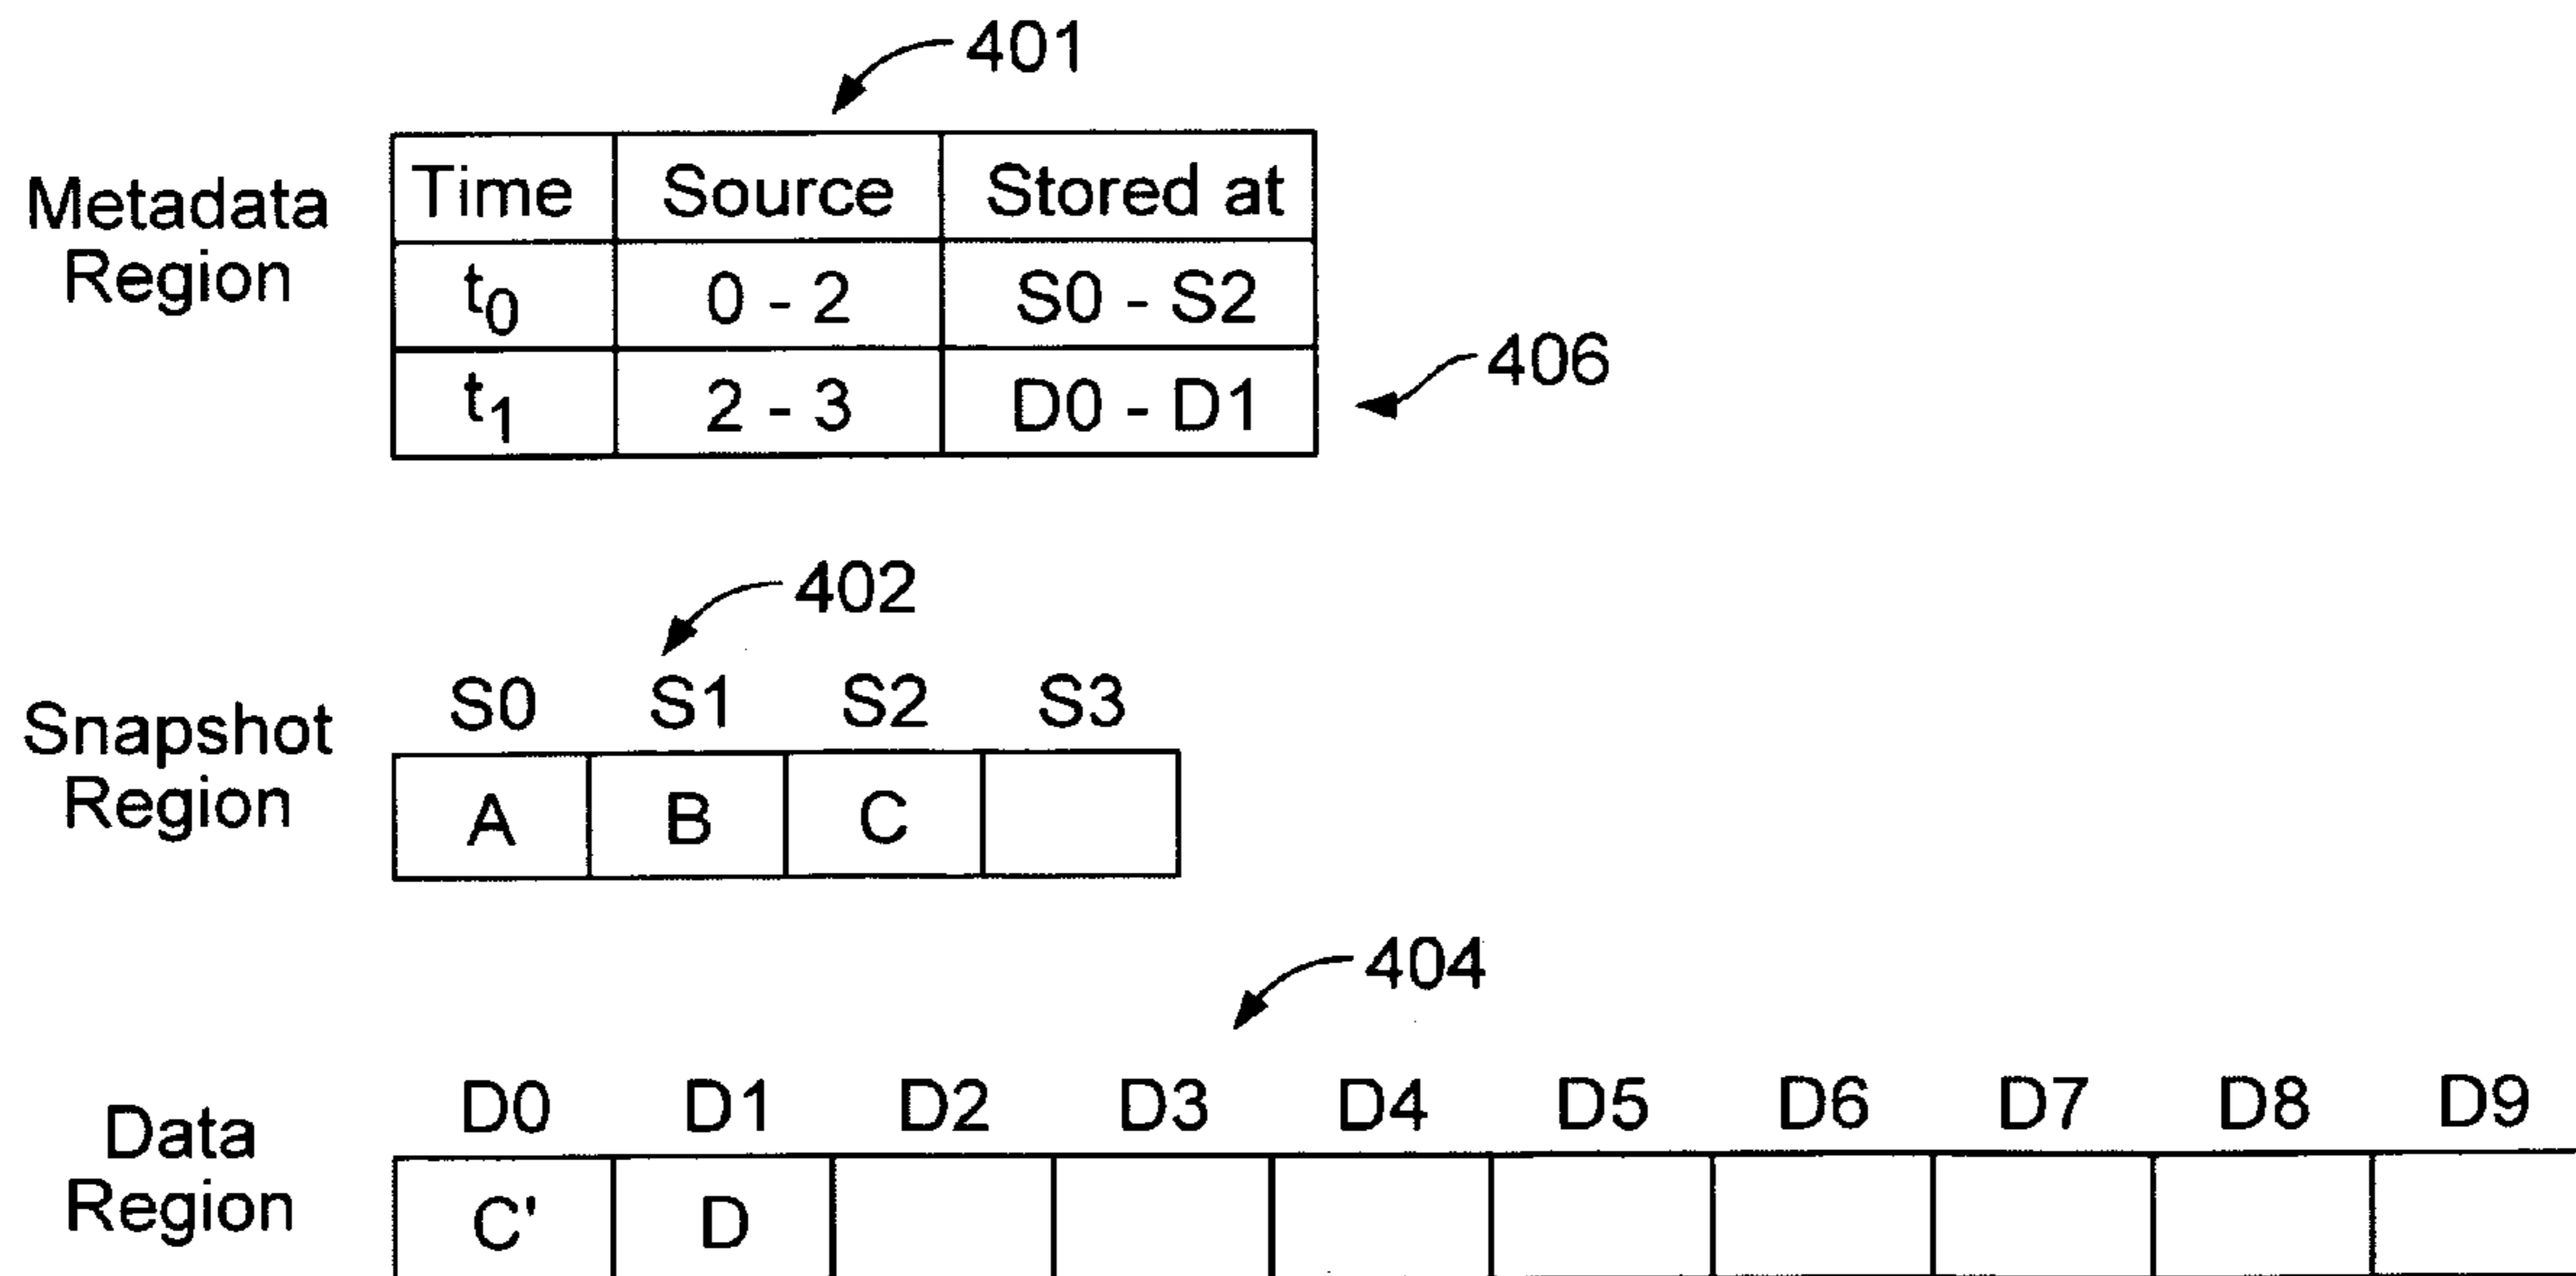 401
Metadata
Region
Time Source Stored at
t0 0 - 2 S0 - S2
t1 2 - 3 D0 - D1
406
402
Snapshot
Region
S0 S1 S2 S3
A B C
404
Data
Region
D0 D1 D2 D3 D4 D5 D6 D7 D8 D9
C' D